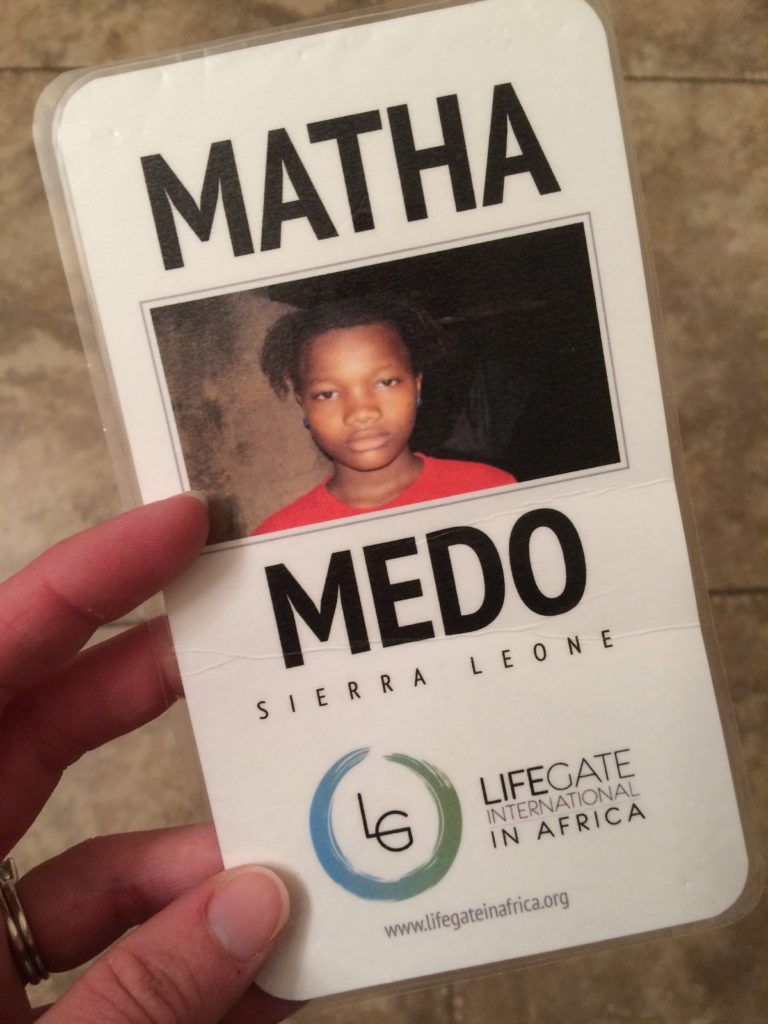 MATHA
MEDO
SIERRA LEONE
LG
LIFEGATE
INTERNATIONAL
IN AFRICA
www.lifegateinafrica.org